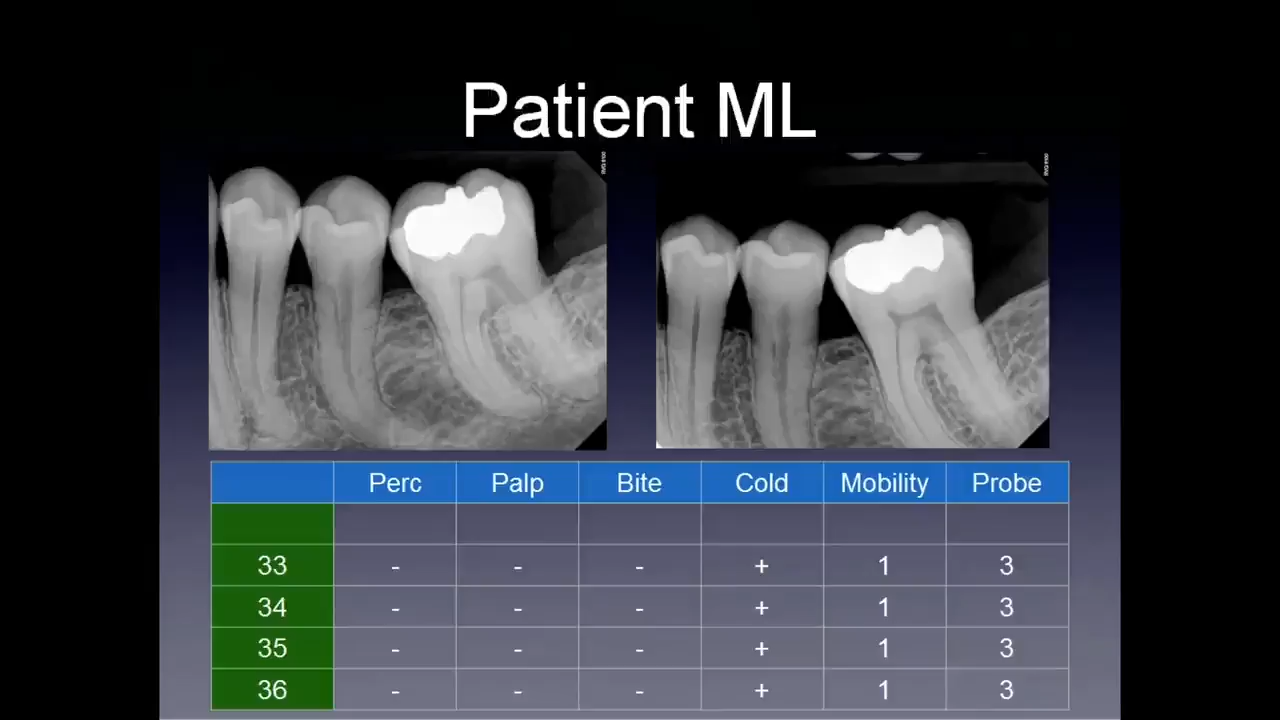 Patient ML
Perc Palp Bite Cold Mobility Probe
33 - - - + 1 3
34 - - - + 1 3
35 - - - + 1 3
36 - - - + 1 3